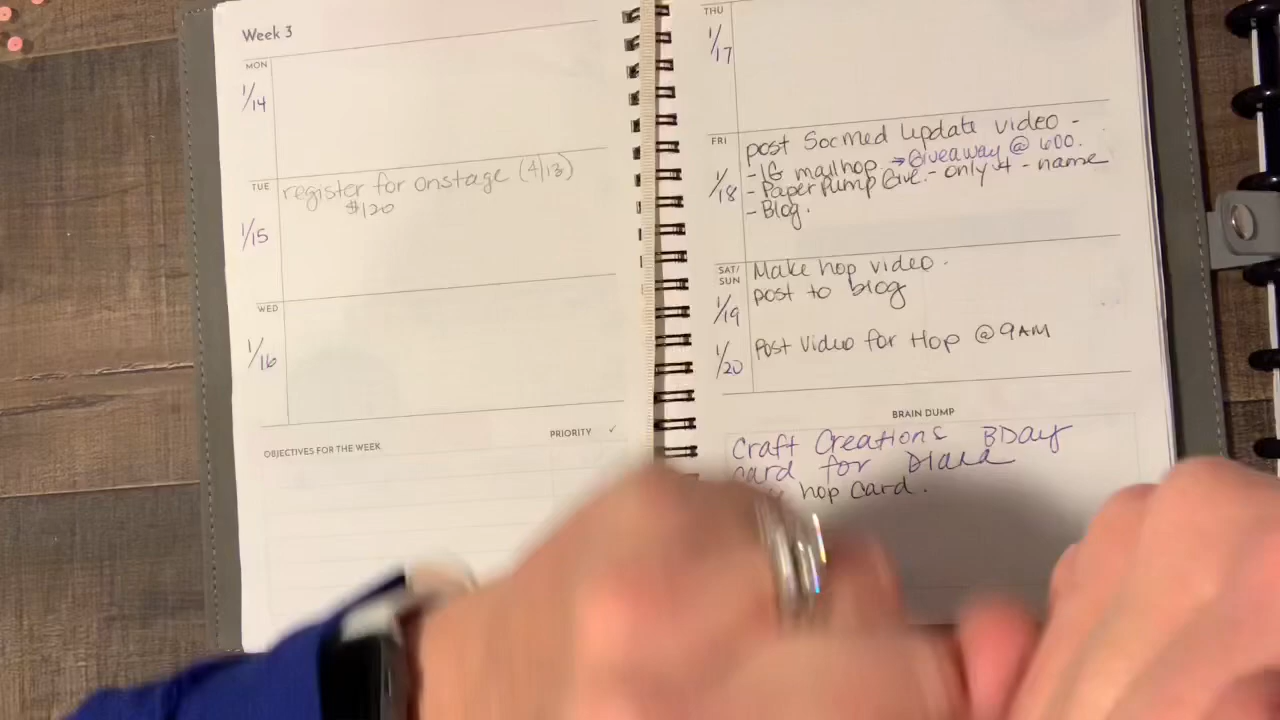 Week 3
MON
1/14
TUE
register for onstage (4/13)
$120
1/15
WED
1/16
OBJECTIVES FOR THE WEEK
PRIORITY ✓
THU
1/17
FRI
post Socmed update video -
- IG mailhop → Giveaway @ 600.
- Paper Pump Give. - only 4 - name
- Blog.
1/18
SAT/
SUN
Make hop video.
post to blog
1/19
Post Video for Hop @ 9AM
1/20
BRAIN DUMP
Craft Creations BDay
card for Diana
hop card.